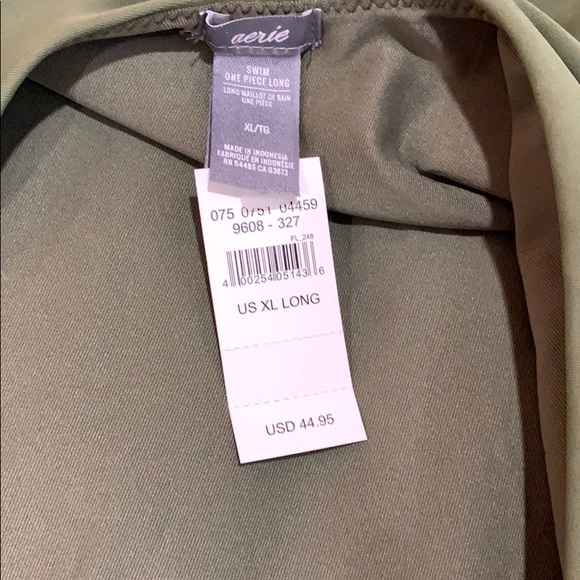 aerie
SWIM
ONE PIECE LONG
LONG MAILLOT DE BAIN
ONE PIÈCE
XL/TG
MADE IN INDONESIA
FABRIQUÉ EN INDONÉSIE
RN 54485 CA 03873
075 0751 04459
9608 - 327
FL_248
4 00254 05143 6
US XL LONG
USD 44.95